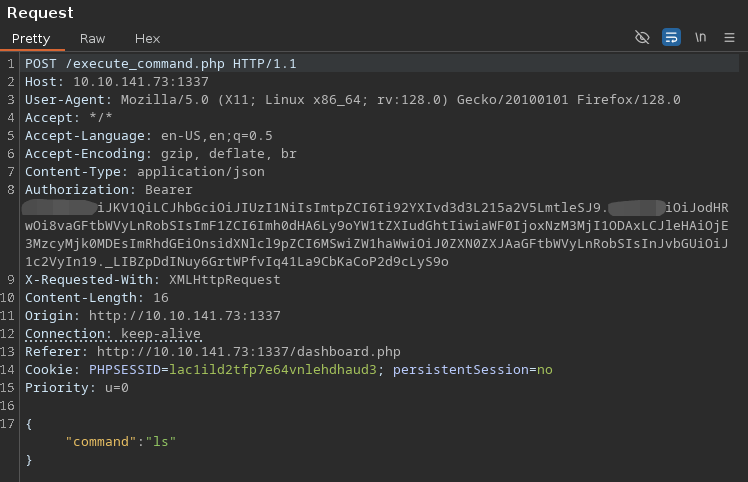 Request
Pretty Raw Hex \n
1 POST /execute_command.php HTTP/1.1
2 Host: 10.10.141.73:1337
3 User-Agent: Mozilla/5.0 (X11; Linux x86_64; rv:128.0) Gecko/20100101 Firefox/128.0
4 Accept: */*
5 Accept-Language: en-US,en;q=0.5
6 Accept-Encoding: gzip, deflate, br
7 Content-Type: application/json
8 Authorization: Bearer
iJKV1QiLCJhbGciOiJIUzI1NiIsImtpZCI6Ii92YXIvd3d3L215a2V5LmtleSJ9. iOiJodHR
wOi8vaGFtbWVyLnRobSIsImF1ZCI6Imh0dHA6Ly9oYW1tZXIudGhtIiwiaWF0IjoxNzM3MjI1ODAxLCJleHAiOjE
3MzcyMjk0MDEsImRhdGEiOnsidXNlcl9pZCI6MSwiZW1haWwiOiJ0ZXN0ZXJAaGFtbWVyLnRobSIsInJvbGUiOiJ
1c2VyIn19._LIBZpDdINuy6GrtWPfvIq41La9CbKaCoP2d9cLyS9o
9 X-Requested-With: XMLHttpRequest
10 Content-Length: 16
11 Origin: http://10.10.141.73:1337
12 Connection: keep-alive
13 Referer: http://10.10.141.73:1337/dashboard.php
14 Cookie: PHPSESSID=lac1ild2tfp7e64vnlehdhaud3; persistentSession=no
15 Priority: u=0
16
17 {
"command":"ls"
}